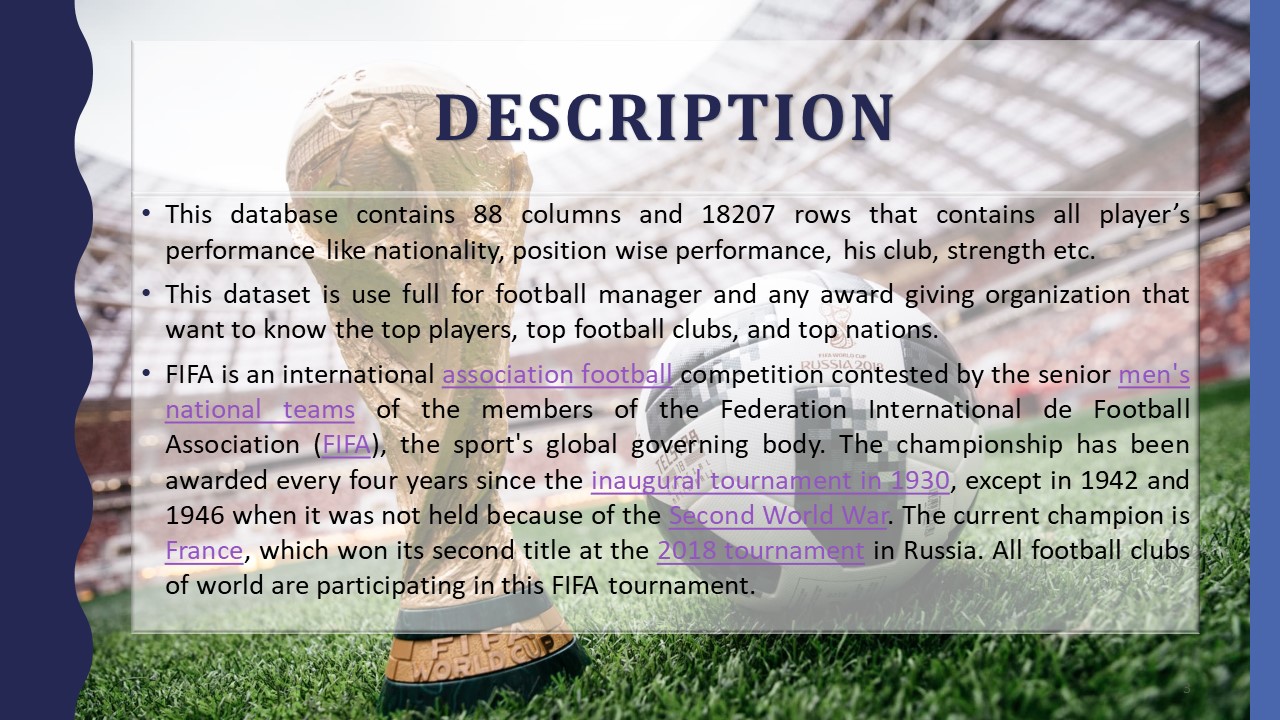 DESCRIPTION
• This database contains 88 columns and 18207 rows that contains all player’s
performance like nationality, position wise performance, his club, strength etc.
• This dataset is use full for football manager and any award giving organization that
want to know the top players, top football clubs, and top nations.
• FIFA is an international association football competition contested by the senior men's
national teams of the members of the Federation International de Football
Association (FIFA), the sport's global governing body. The championship has been
awarded every four years since the inaugural tournament in 1930, except in 1942 and
1946 when it was not held because of the Second World War. The current champion is
France, which won its second title at the 2018 tournament in Russia. All football clubs
of world are participating in this FIFA tournament.
FIFA WORLD CUP
RUSSIA 2018
TELSTAR
18
FIFA
WORLD CUP
3